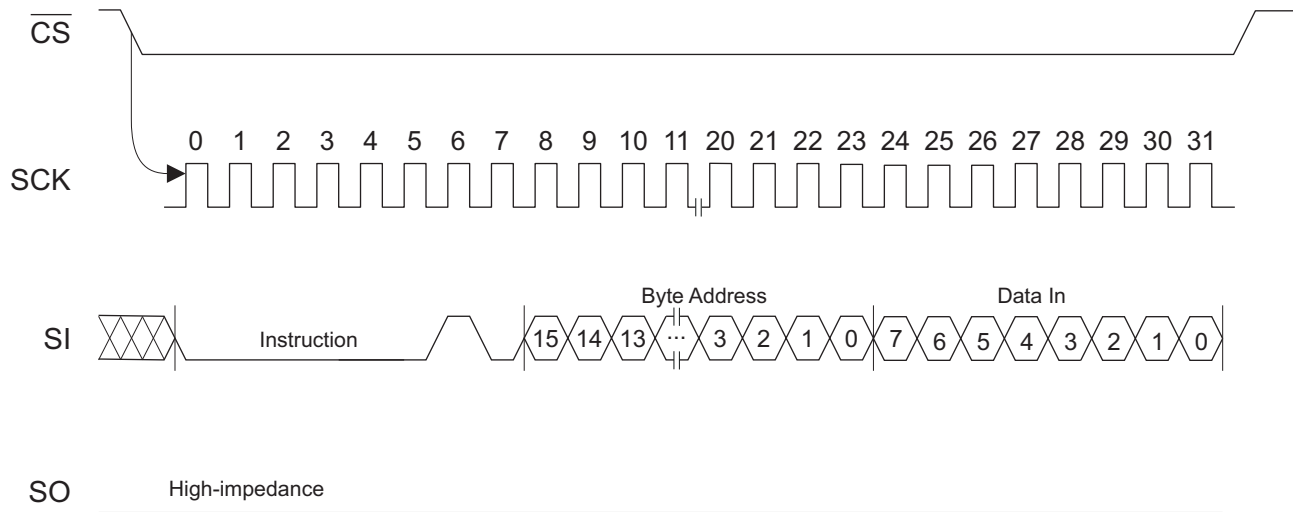 CS
0 1 2 3 4 5 6 7 8 9 10 11 20 21 22 23 24 25 26 27 28 29 30 31
SCK
Byte Address Data In
SI Instruction 15 14 13 ... 3 2 1 0 7 6 5 4 3 2 1 0
SO High-impedance